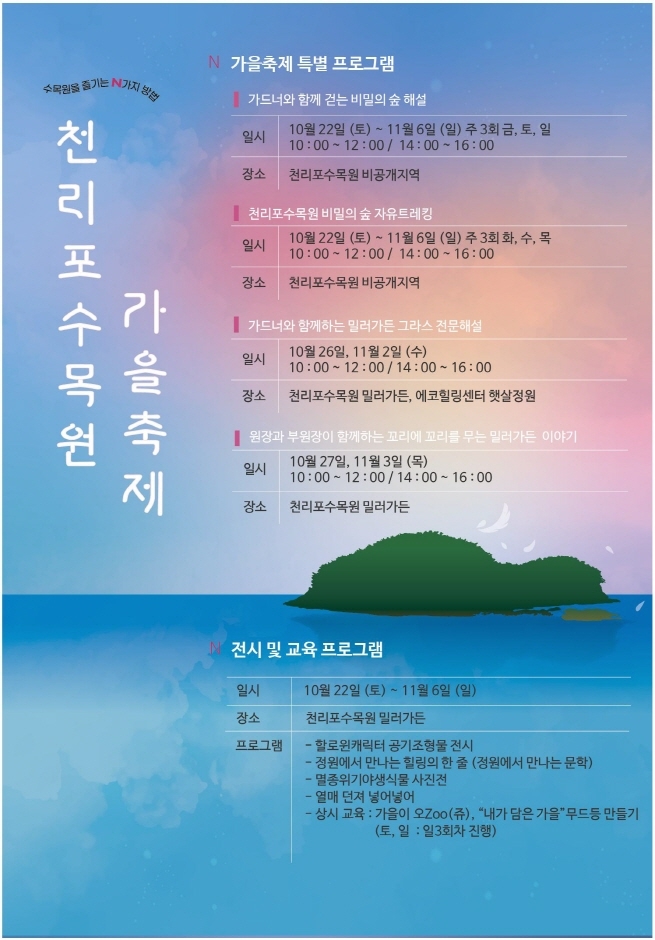 수목원을 즐기는 N가지 방법
천리포수목원
가을축제
N 가을축제 특별 프로그램
가드너와 함께 걷는 비밀의 숲 해설
일시 10월 22일 (토) ~ 11월 6일 (일) 주 3회 금, 토, 일
10 : 00 ~ 12 : 00 / 14 : 00 ~ 16 : 00
장소 천리포수목원 비공개지역
천리포수목원 비밀의 숲 자유트레킹
일시 10월 22일 (토) ~ 11월 6일 (일) 주 3회 화, 수, 목
10 : 00 ~ 12 : 00 / 14 : 00 ~ 16 : 00
장소 천리포수목원 비공개지역
가드너와 함께하는 밀러가든 그라스 전문해설
일시 10월 26일, 11월 2일 (수)
10 : 00 ~ 12 : 00 / 14 : 00 ~ 16 : 00
장소 천리포수목원 밀러가든, 에코힐링센터 햇살정원
원장과 부원장이 함께하는 꼬리에 꼬리를 무는 밀러가든 이야기
일시 10월 27일, 11월 3일 (목)
10 : 00 ~ 12 : 00 / 14 : 00 ~ 16 : 00
장소 천리포수목원 밀러가든
N 전시 및 교육 프로그램
일시 10월 22일 (토) ~ 11월 6일 (일)
장소 천리포수목원 밀러가든
프로그램 - 할로윈캐릭터 공기조형물 전시
- 정원에서 만나는 힐링의 한 줄 (정원에서 만나는 문학)
- 멸종위기야생식물 사진전
- 열매 던져 넣어넣어
- 상시 교육 : 가을이 오Zoo(쥬), “내가 담은 가을”무드등 만들기
(토, 일 : 일3회차 진행)